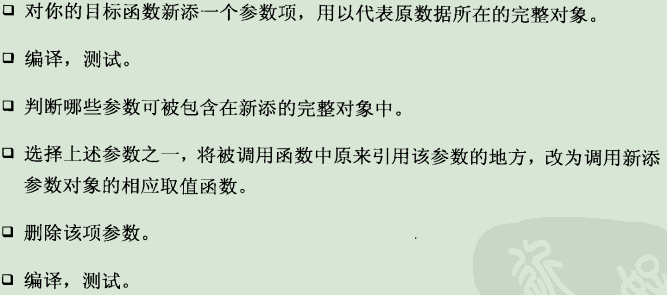 ❑ 对你的目标函数新添一个参数项，用以代表原数据所在的完整对象。
❑ 编译，测试。
❑ 判断哪些参数可被包含在新添的完整对象中。
❑ 选择上述参数之一，将被调用函数中原来引用该参数的地方，改为调用新添
参数对象的相应取值函数。
❑ 删除该项参数。
❑ 编译，测试。